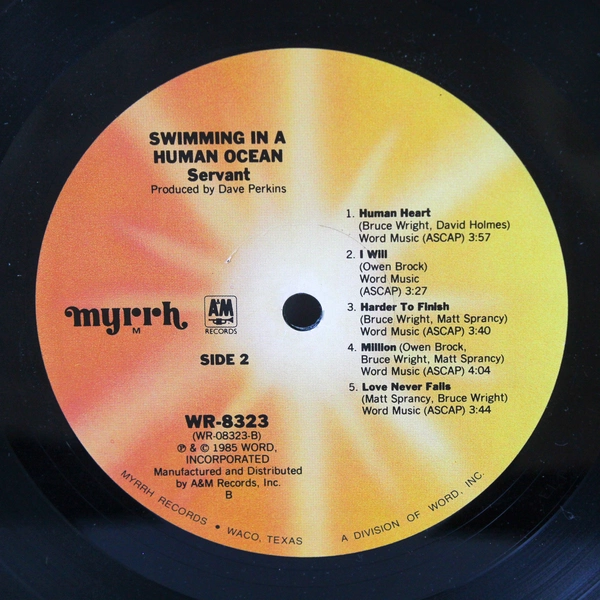 SWIMMING IN A
HUMAN OCEAN
Servant
Produced by Dave Perkins
1. Human Heart
(Bruce Wright, David Holmes)
Word Music (ASCAP) 3:57
2. I Will
(Owen Brock)
Word Music
(ASCAP) 3:27
3. Harder To Finish
(Bruce Wright, Matt Sprancy)
Word Music (ASCAP) 3:40
4. Million (Owen Brock,
Bruce Wright, Matt Sprancy)
Word Music (ASCAP) 4:04
5. Love Never Fails
(Matt Sprancy, Bruce Wright)
Word Music (ASCAP) 3:44
myrrh
M
A&M
RECORDS
SIDE 2
WR-8323
(WR-08323-B)
℗ & © 1985 WORD,
INCORPORATED
Manufactured and Distributed
by A&M Records, Inc.
B
MYRRH RECORDS • WACO, TEXAS A DIVISION OF WORD, INC.